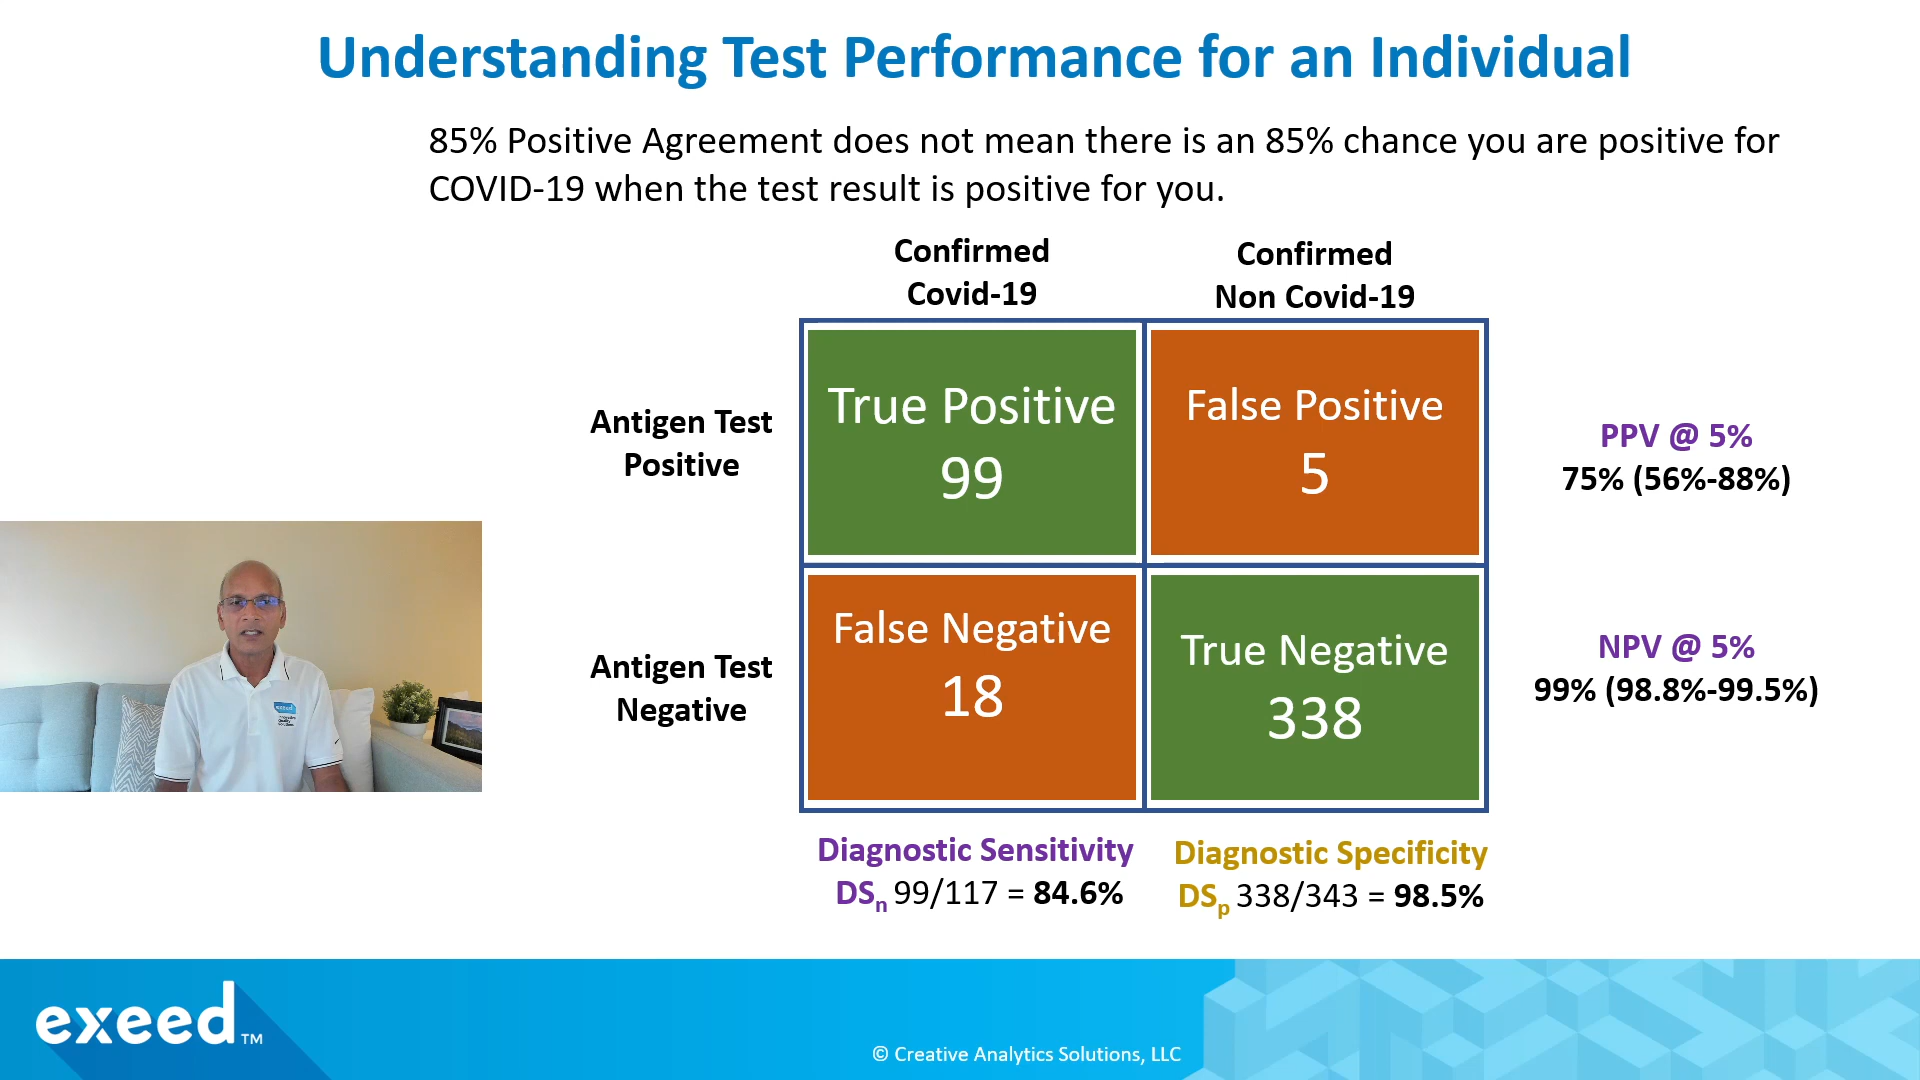 Understanding Test Performance for an Individual
85% Positive Agreement does not mean there is an 85% chance you are positive for
COVID-19 when the test result is positive for you.
Confirmed
Covid-19
Confirmed
Non Covid-19
Antigen Test
Positive
True Positive
99
False Positive
5
PPV @ 5%
75% (56%-88%)
Antigen Test
Negative
False Negative
18
True Negative
338
NPV @ 5%
99% (98.8%-99.5%)
Diagnostic Sensitivity
DSn 99/117 = 84.6%
Diagnostic Specificity
DSp 338/343 = 98.5%
exeed
exeed™
© Creative Analytics Solutions, LLC